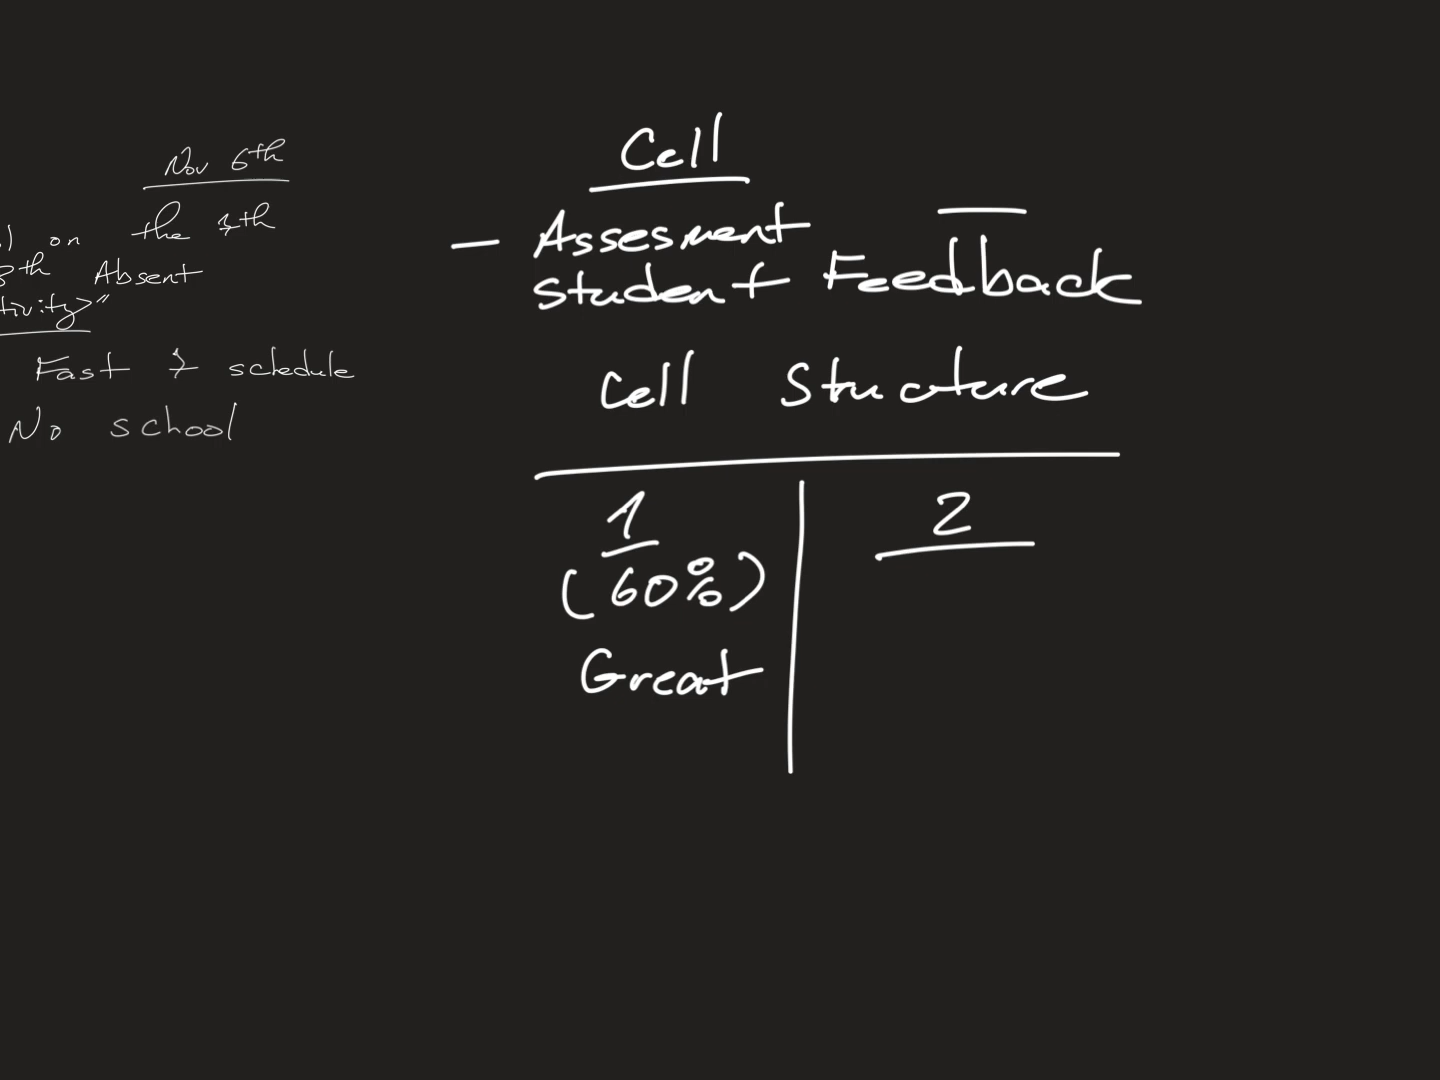 Nov 6th
on the 7th
8th Absent
Fast 7 schedule
No school
Cell
- Assesment
Student Feedback
Cell Structure
1
(60%)
Great
2